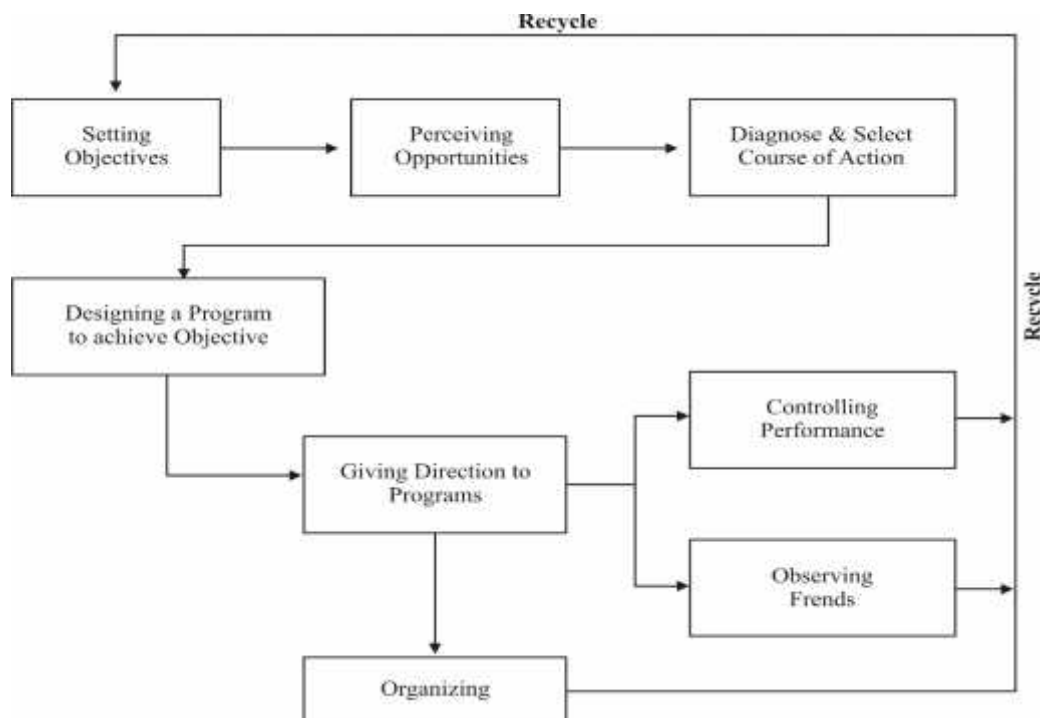 Recycle
Setting
Objectives
Perceiving
Opportunities
Diagnose & Select
Course of Action
Designing a Program
to achieve Objective
Recycle
Controlling
Performance
Giving Direction to
Programs
Observing
Frends
Organizing